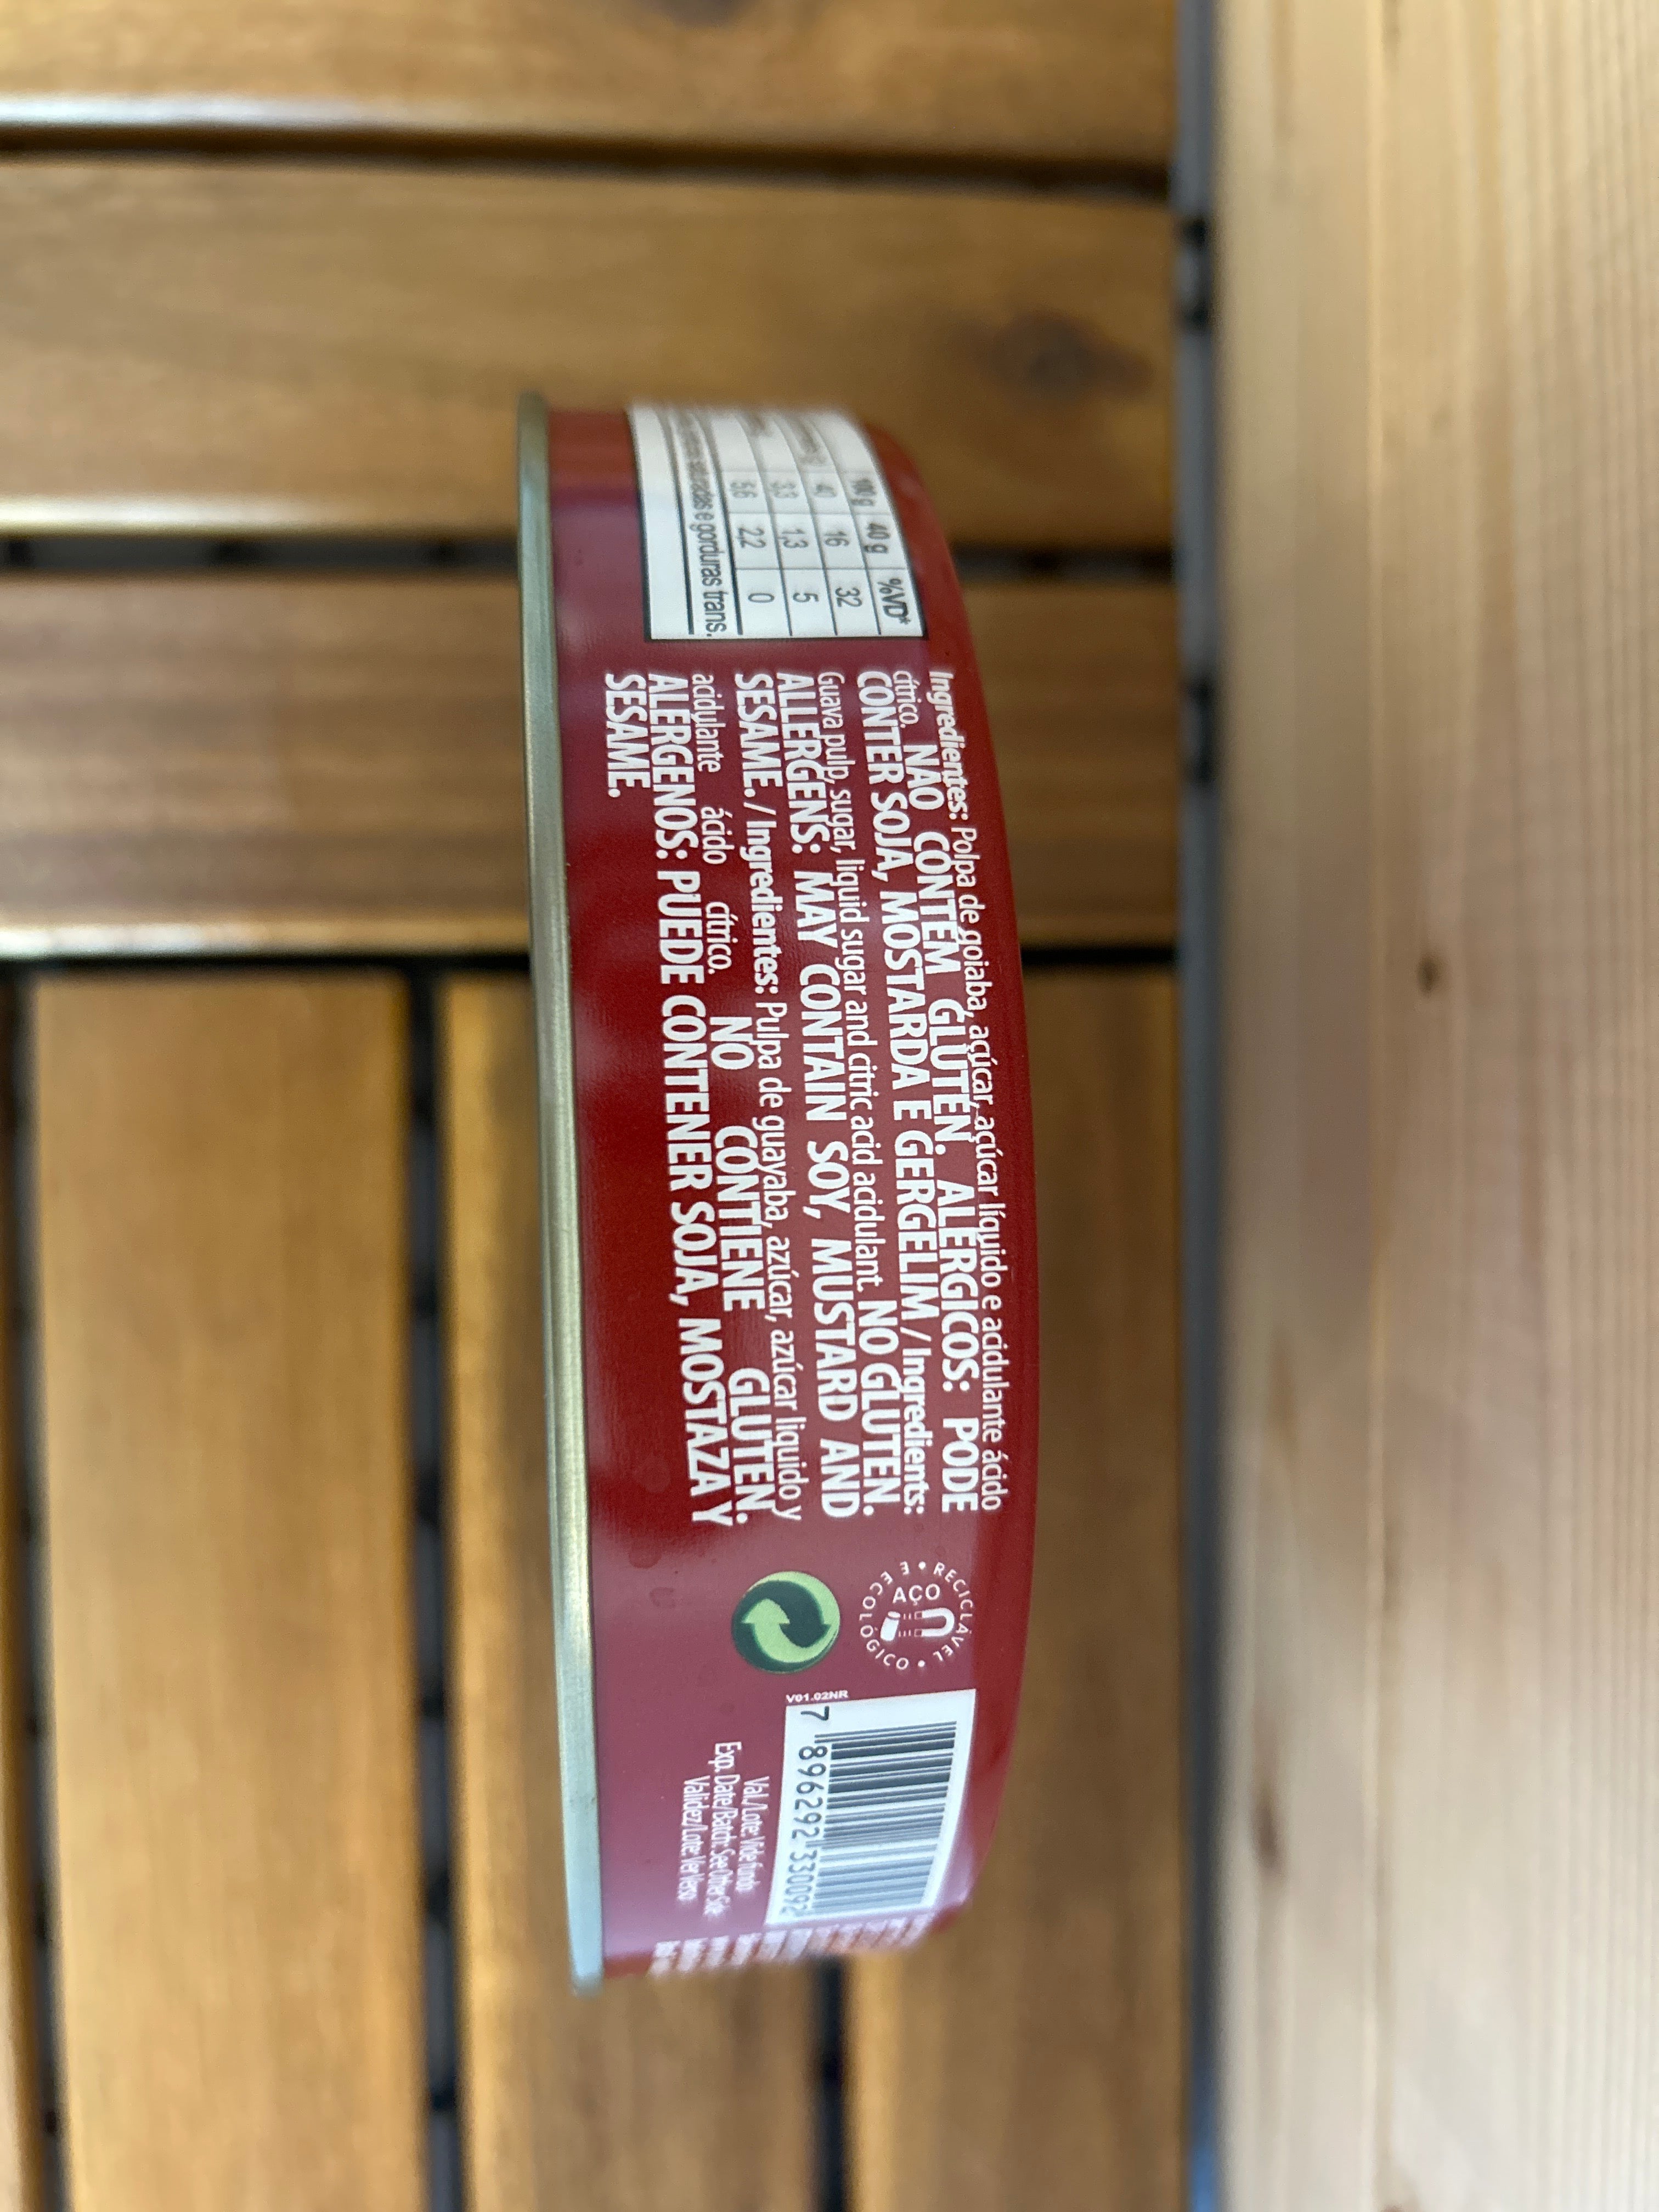 100 g 40 g %VD*
40 16 32
3,3 1,3 5
5,6 2,2 0
saturadas e gorduras trans.
Ingredientes: Polpa de goiaba, açúcar, açúcar líquido e acidulante ácido
cítrico. NÃO CONTÉM GLÚTEN. ALÉRGICOS: PODE
CONTER SOJA, MOSTARDA E GERGELIM / Ingredients:
Guava pulp, sugar, liquid sugar and citric acid acidulant. NO GLUTEN.
ALLERGENS: MAY CONTAIN SOY, MUSTARD AND
SESAME. / Ingredientes: Pulpa de guayaba, azúcar, azúcar liquido y
acidulante ácido cítrico. NO CONTIENE GLUTEN.
ALERGENOS: PUEDE CONTENER SOJA, MOSTAZA Y
SESAME.
RECICLÁVEL • E ECOLÓGICO •
AÇO
V01.02NR
7 896292 330092
Val./Lote: Vide fundo
Exp. Date/Batch: See Other Side
Validez/Lote: Ver Verso